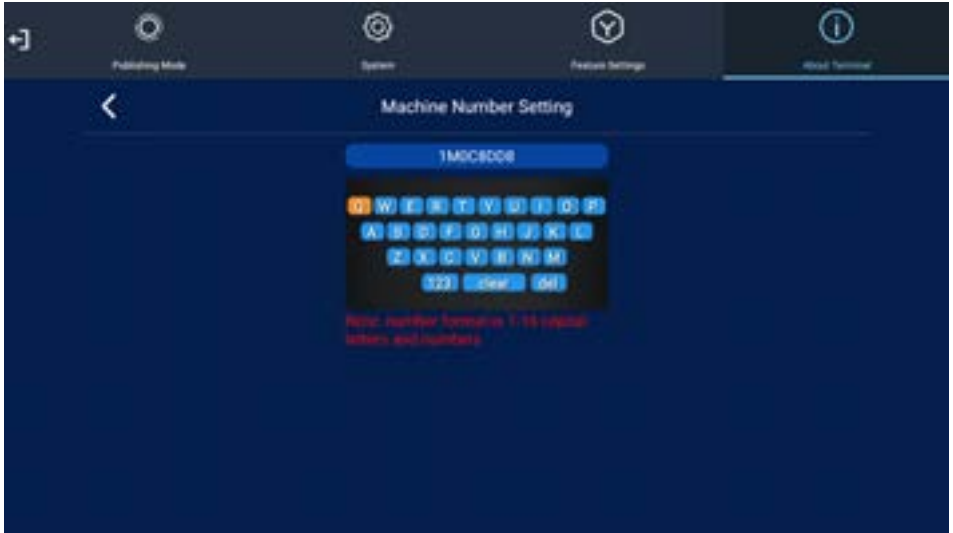 Publishing Mode
System
Feature Settings
About Terminal
Machine Number Setting
1M0C8DD8
Q W E R T Y U I O P
A S D F G H J K L
Z X C V B N M
123 clear del
Note: number format is 1-16 capital
letters and numbers